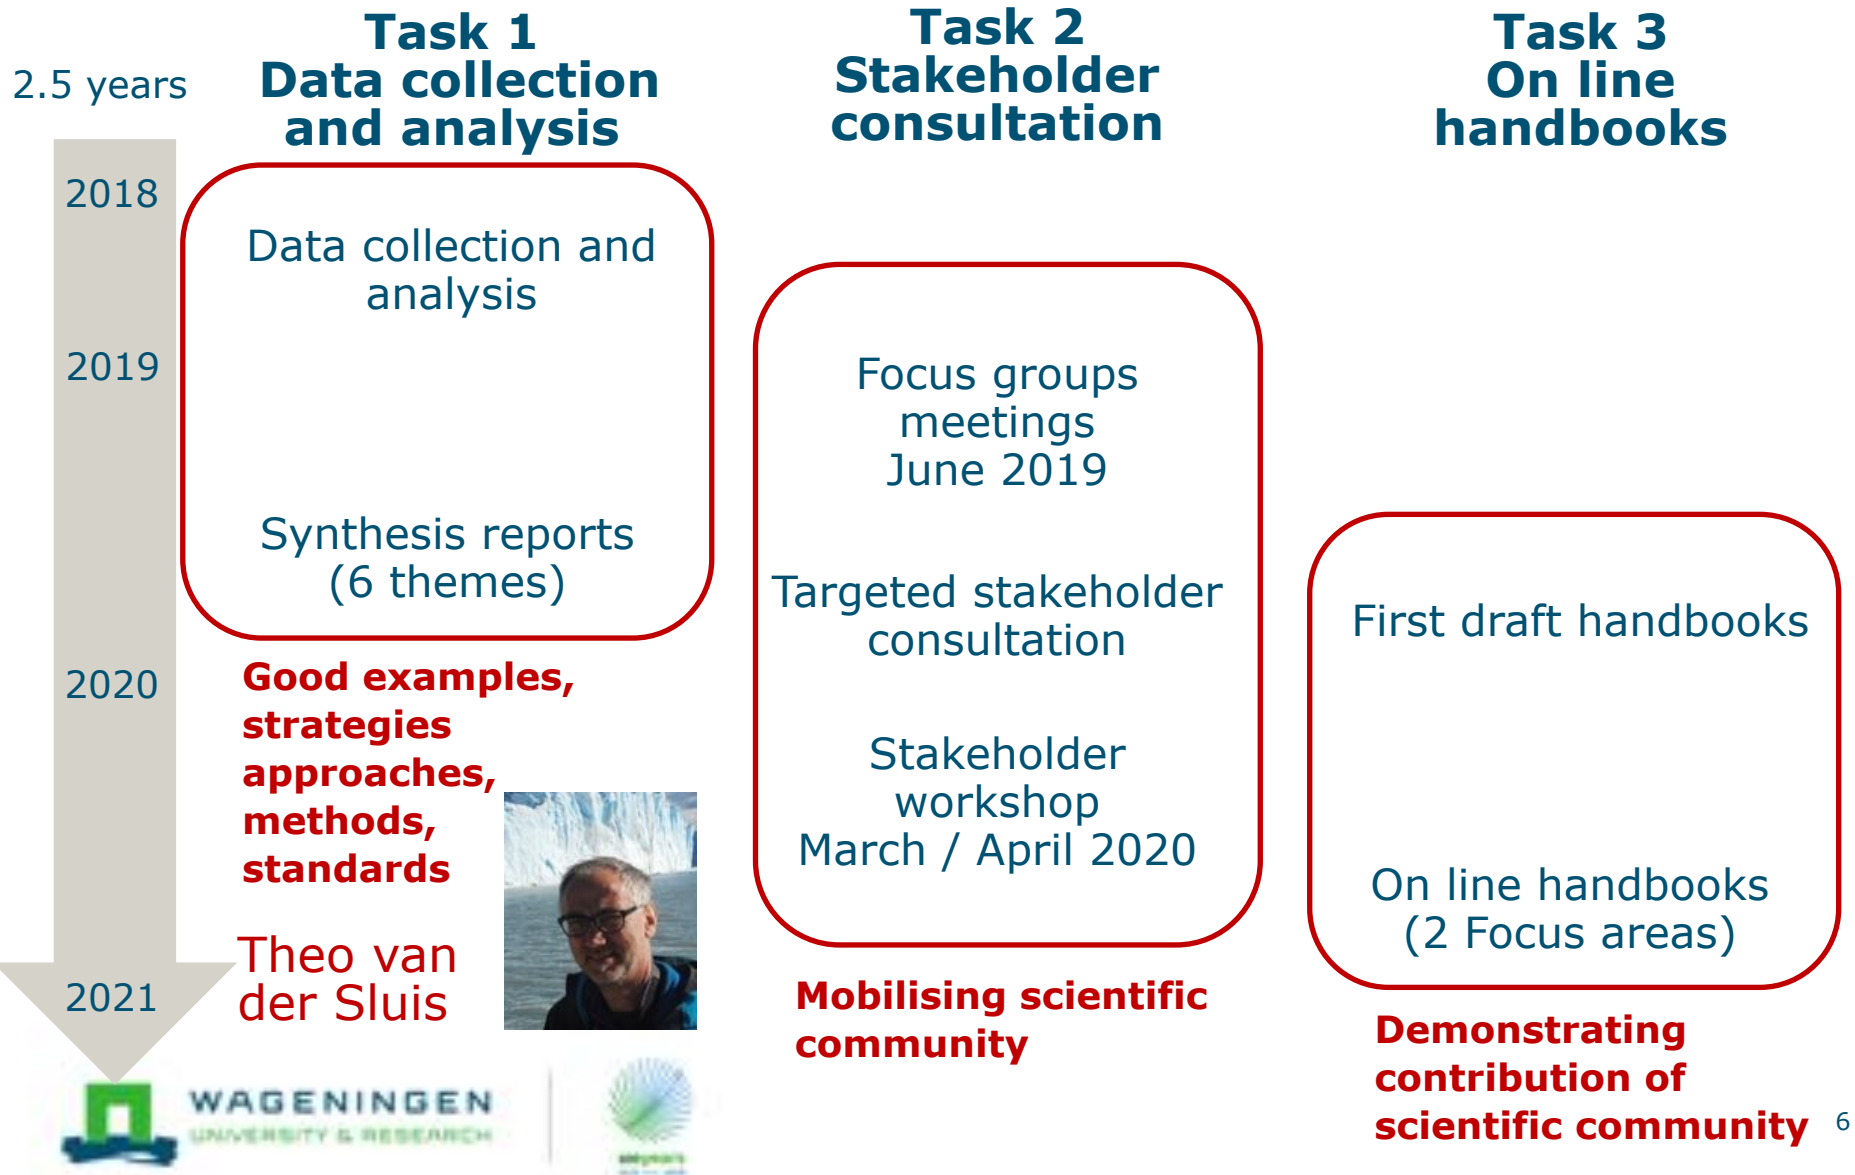 2.5 years
2018
2019
2020
2021
Task 1
Data collection
and analysis
Data collection and
analysis
Synthesis reports
(6 themes)
Good examples,
strategies
approaches,
methods,
standards
Theo van
der Sluis
Task 2
Stakeholder
consultation
Focus groups
meetings
June 2019
Targeted stakeholder
consultation
Stakeholder
workshop
March / April 2020
Mobilising scientific
community
Task 3
On line
handbooks
First draft handbooks
On line handbooks
(2 Focus areas)
Demonstrating
contribution of
scientific community
WAGENINGEN
UNIVERSITY & RESEARCH
6